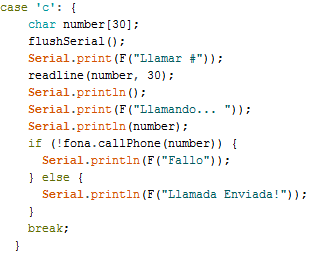 case 'c': {
    char number[30];
    flushSerial();
    Serial.print(F("Llamar #"));
    readline(number, 30);
    Serial.println();
    Serial.print(F("Llamando... "));
    Serial.println(number);
    if (!fona.callPhone(number)) {
      Serial.println(F("Fallo"));
    } else {
      Serial.println(F("Llamada Enviada!"));
    }
    break;
  }